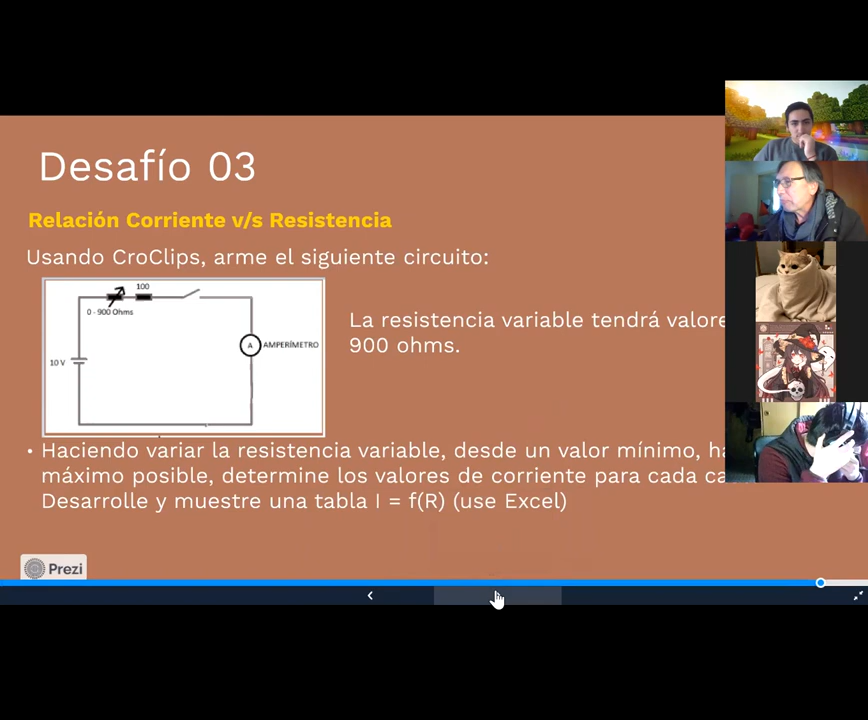 Desafío 03
Relación Corriente v/s Resistencia
Usando CroClips, arme el siguiente circuito:
100
0 - 900 Ohms
A
AMPERÍMETRO
10 V
La resistencia variable tendrá valore
900 ohms.
• Haciendo variar la resistencia variable, desde un valor mínimo, ha
máximo posible, determine los valores de corriente para cada ca
Desarrolle y muestre una tabla I = f(R) (use Excel)
Prezi